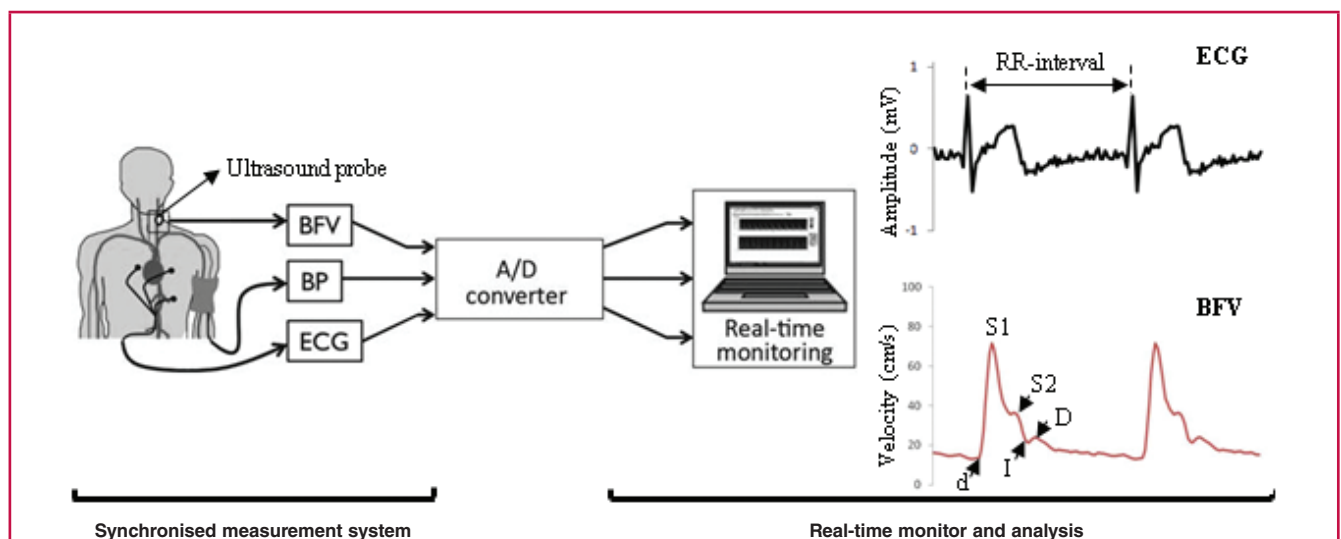 Ultrasound probe
BFV
BP
ECG
A/D
converter
Real-time
monitoring
ECG
RR-interval
Amplitude (mV)
1
0
-1
BFV
Velocity (cm/s)
100
80
60
40
20
0
S1
S2
D
I
d
Synchronised measurement system
Real-time monitor and analysis